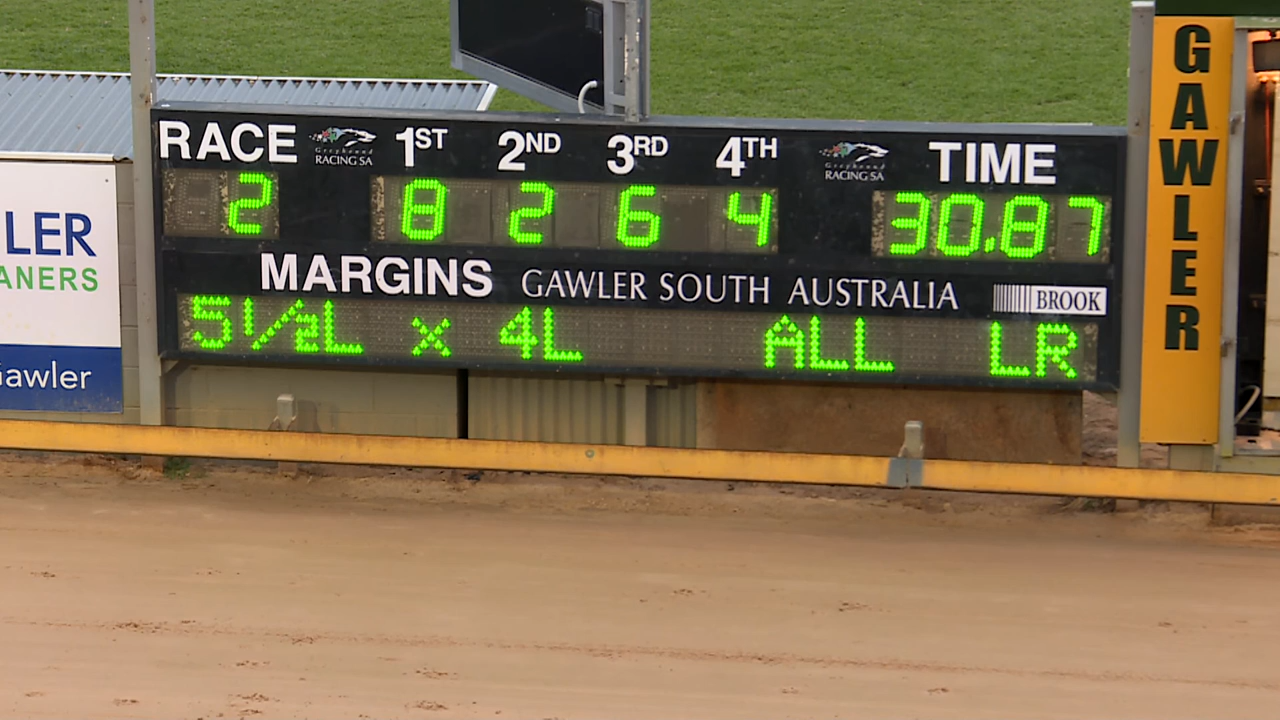 RACE 1ST 2ND 3RD 4TH TIME
Greyhound RACING SA
Greyhound RACING SA
2 8 2 6 4 30.87
MARGINS GAWLER SOUTH AUSTRALIA BROOK
5½L x 4L ALL LR
GAWLER
LER
ANERS
Gawler